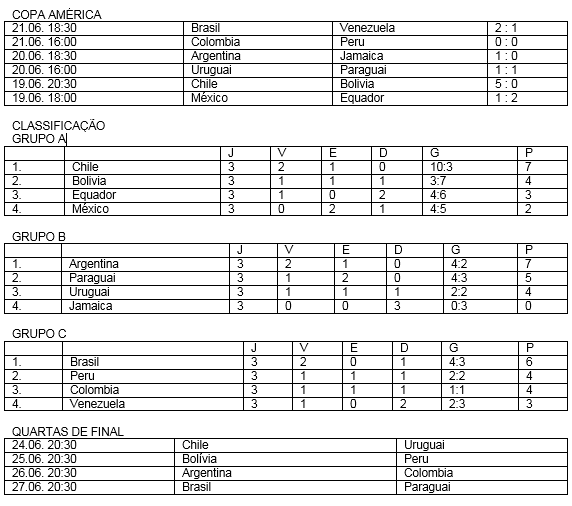 COPA AMÉRICA
21.06. 18:30 Brasil Venezuela 2 : 1
21.06. 16:00 Colombia Peru 0 : 0
20.06. 18:30 Argentina Jamaica 1 : 0
20.06. 16:00 Uruguai Paraguai 1 : 1
19.06. 20:30 Chile Bolivia 5 : 0
19.06. 18:00 México Equador 1 : 2
CLASSIFICAÇÃO
GRUPO A
J V E D G P
1. Chile 3 2 1 0 10:3 7
2. Bolivia 3 1 1 1 3:7 4
3. Equador 3 1 0 2 4:6 3
4. México 3 0 2 1 4:5 2
GRUPO B
J V E D G P
1. Argentina 3 2 1 0 4:2 7
2. Paraguai 3 1 2 0 4:3 5
3. Uruguai 3 1 1 1 2:2 4
4. Jamaica 3 0 0 3 0:3 0
GRUPO C
J V E D G P
1. Brasil 3 2 0 1 4:3 6
2. Peru 3 1 1 1 2:2 4
3. Colombia 3 1 1 1 1:1 4
4. Venezuela 3 1 0 2 2:3 3
QUARTAS DE FINAL
24.06. 20:30 Chile Uruguai
25.06. 20:30 Bolívia Peru
26.06. 20:30 Argentina Colombia
27.06. 20:30 Brasil Paraguai